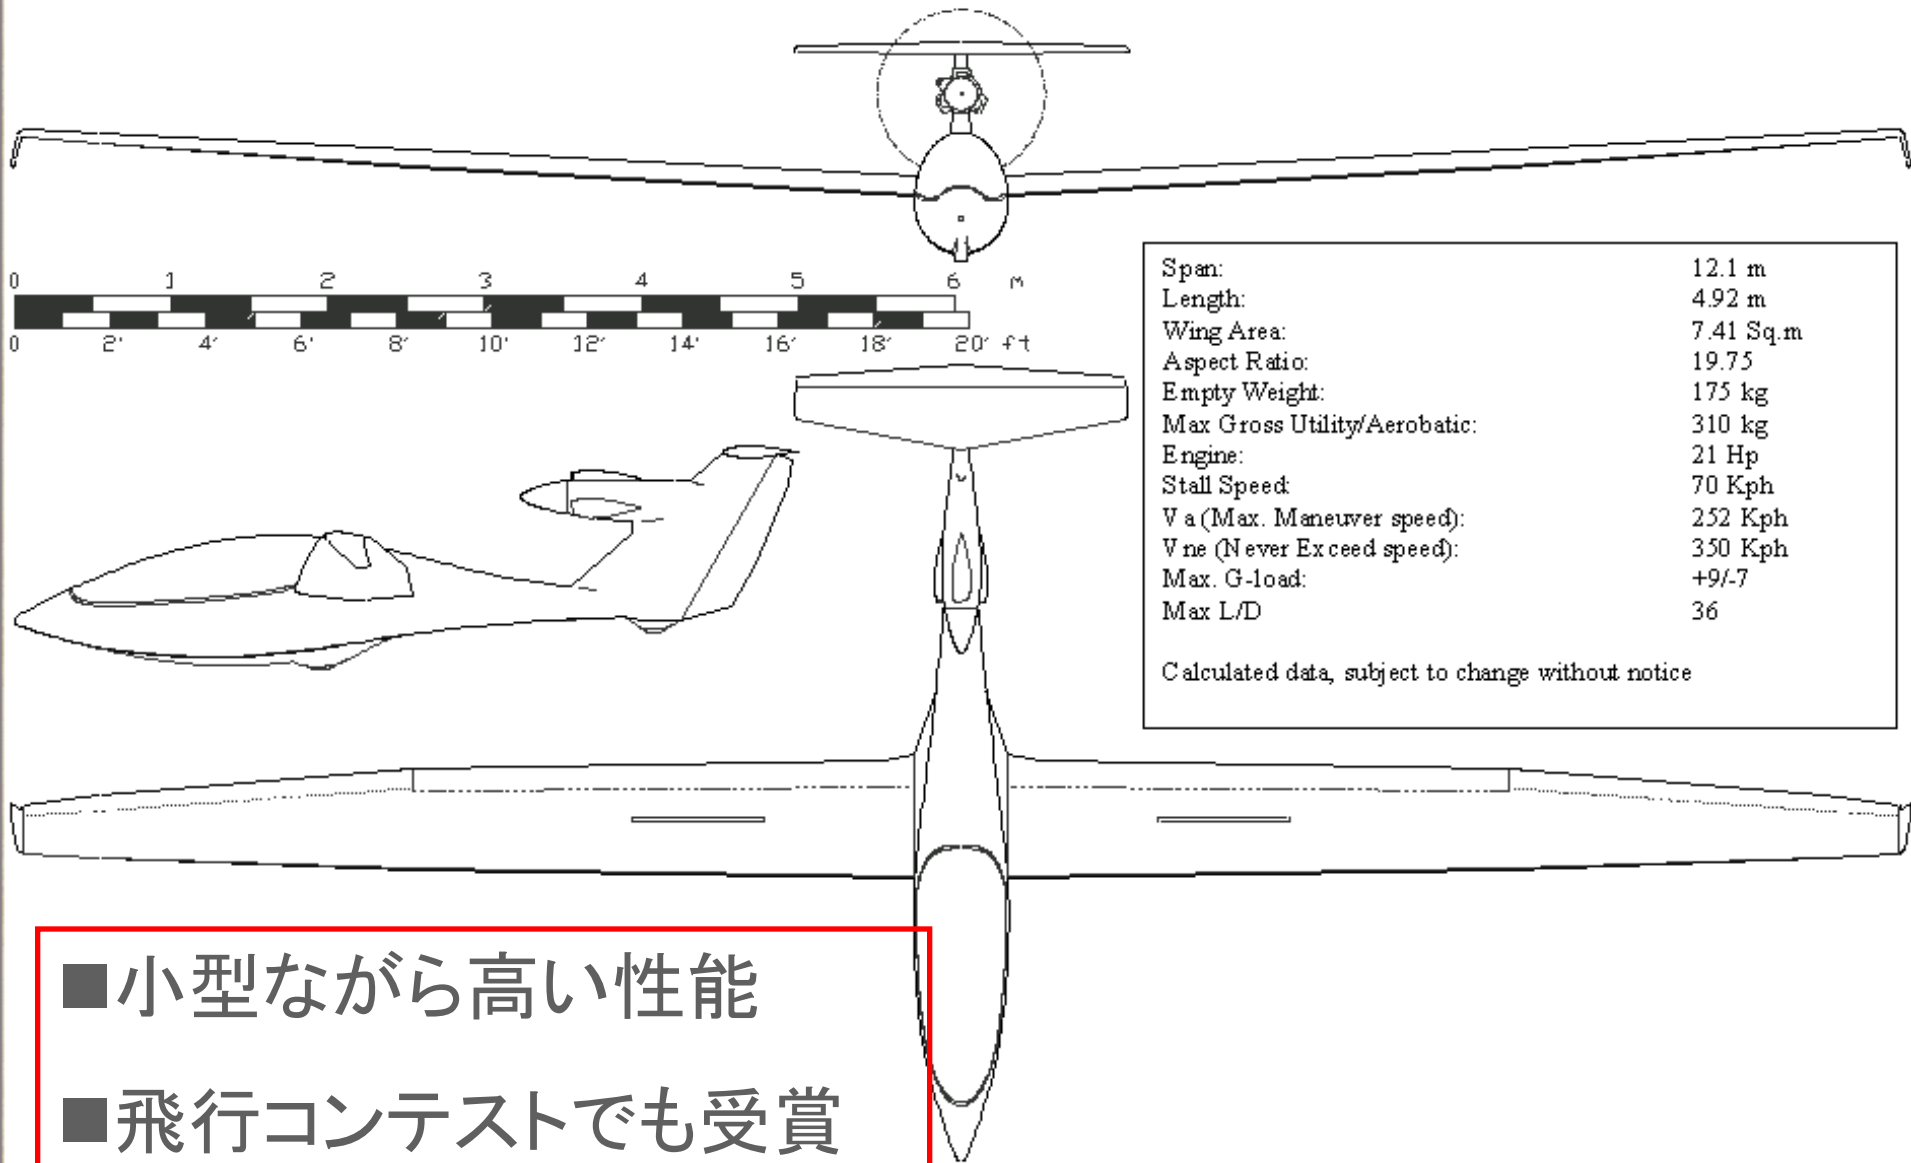 0 1 2 3 4 5 6 m
0 2' 4' 6' 8' 10' 12' 14' 16' 18' 20' ft
Span: 12.1 m
Length: 4.92 m
Wing Area: 7.41 Sq.m
Aspect Ratio: 19.75
Empty Weight: 175 kg
Max Gross Utility/Aerobatic: 310 kg
Engine: 21 Hp
Stall Speed: 70 Kph
Va (Max. Maneuver speed): 252 Kph
Vne (Never Exceed speed): 350 Kph
Max. G-load: +9/-7
Max L/D 36
Calculated data, subject to change without notice
■小型ながら高い性能
■飛行コンテストでも受賞